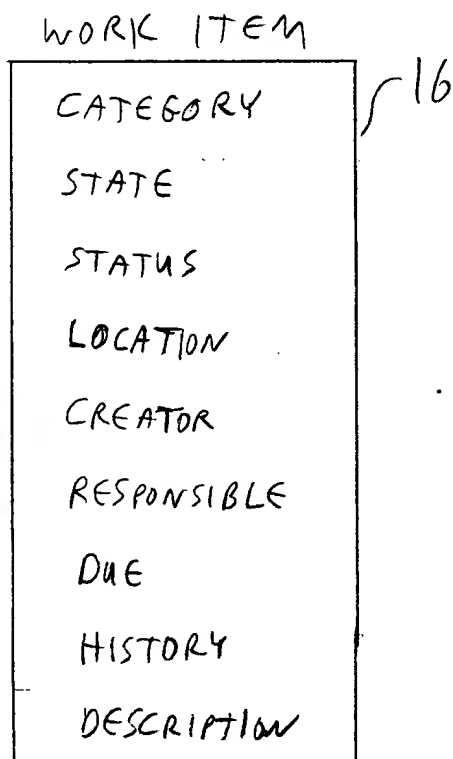 WORK ITEM
16
CATEGORY
STATE
STATUS
LOCATION
CREATOR
RESPONSIBLE
DUE
HISTORY
DESCRIPTION